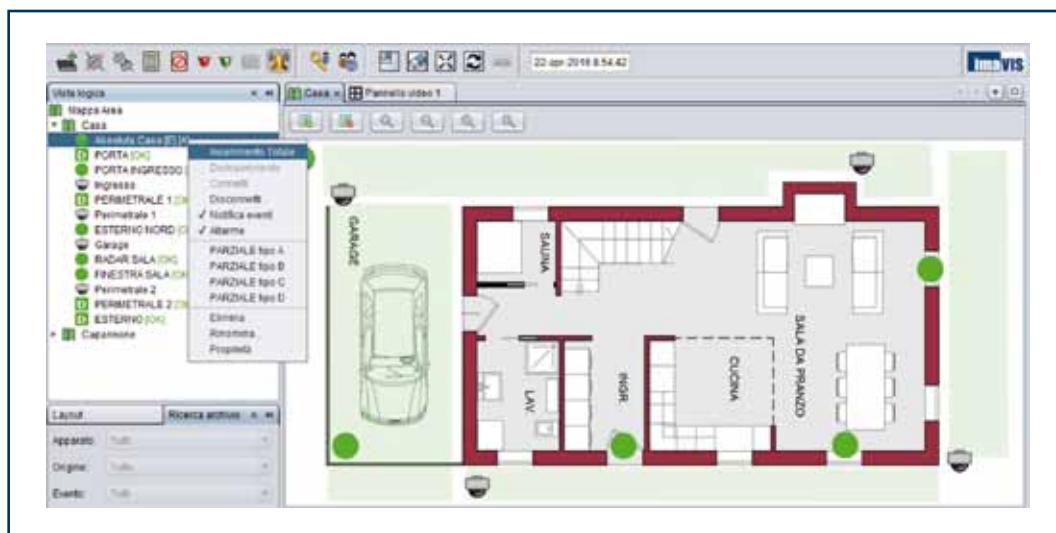 22 apr 2016 8.54.42
imaVIS
Vista logica
Casa
Pannello video 1
Mappa Area
Casa
Absoluta Casa
Inserimento Totale
PORTA [OK]
Disinserimento
PORTA INGRESSO
Connetti
Ingresso
Disconnetti
PERIMETRALE 1
Notifica eventi
Perimetrale 1
Allarme
ESTERNO NORD
Garage
PARZIALE tipo A
RADAR SALA [OK]
PARZIALE tipo B
FINESTRA SALA
PARZIALE tipo C
Perimetrale 2
PARZIALE tipo D
PERIMETRALE 2
ESTERNO [OK]
Elimina
Capannone
Rinomina...
Proprietà
GARAGE
SAUNA
LAV.
INGR.
CUCINA
SALA DA PRANZO
Layout
Ricerca archivio
Apparato:
Tutti
Origine:
Tutte
Evento:
Tutti